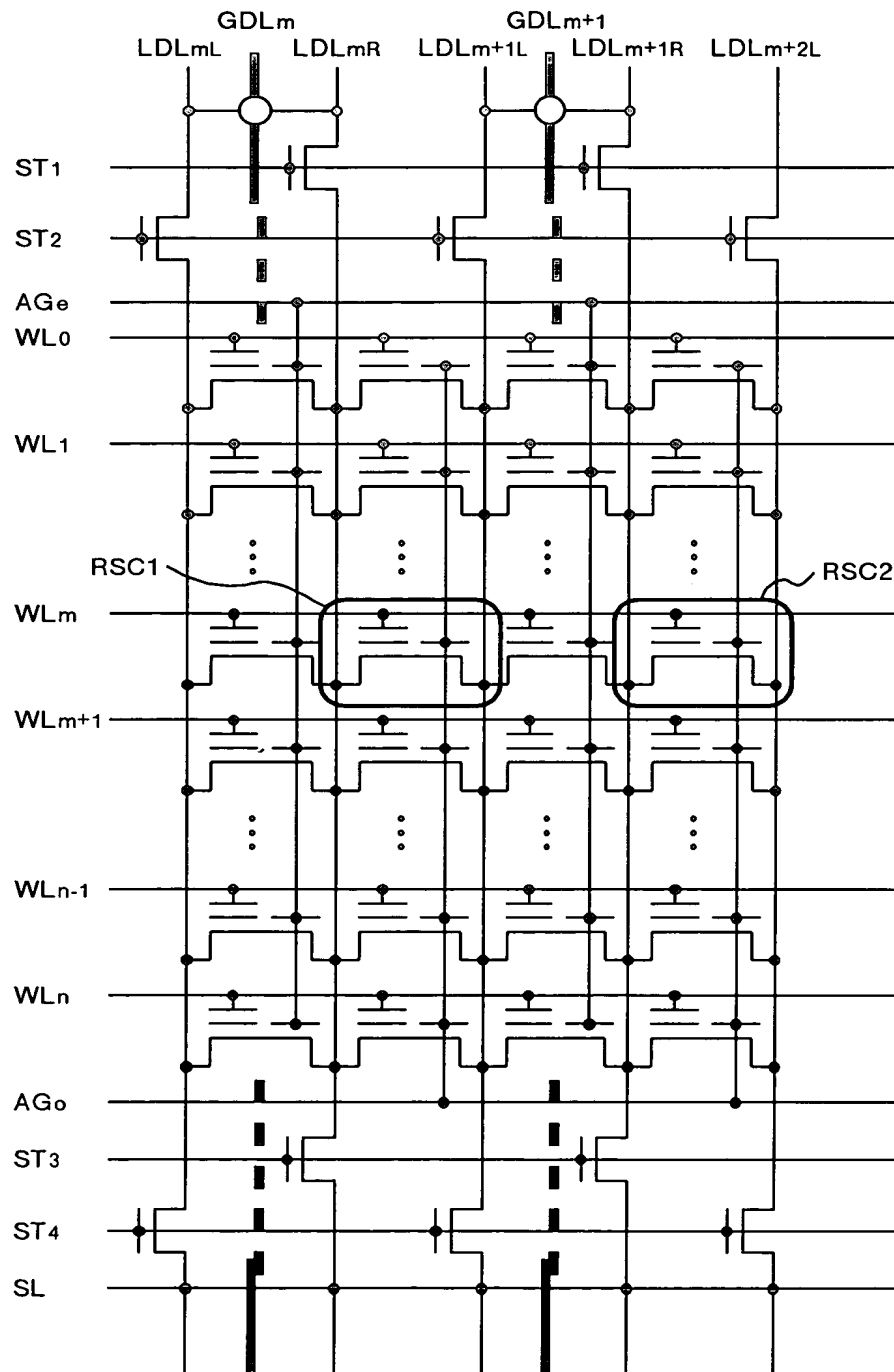 GDLm GDLm+1
LDLmL LDLmR LDLm+1L LDLm+1R LDLm+2L
ST1
ST2
AGe
WL0
WL1
RSC1 RSC2
WLm
WLm+1
WLn-1
WLn
AGo
ST3
ST4
SL